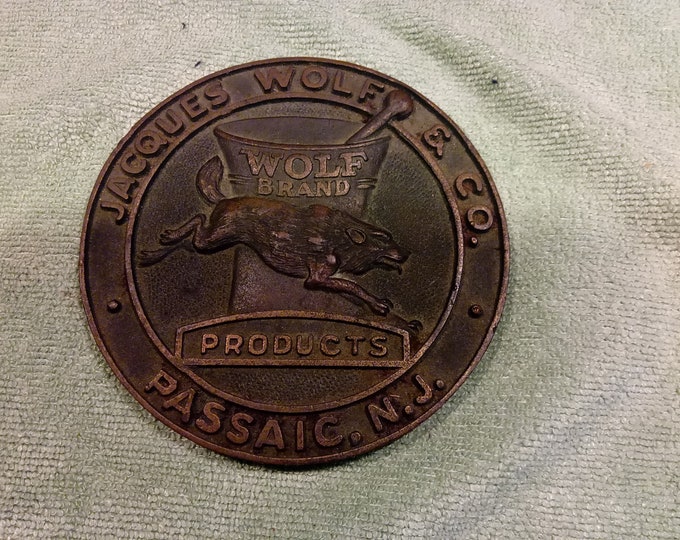 JACQUES WOLF & CO.
WOLF
BRAND
PRODUCTS
PASSAIC, N.J.